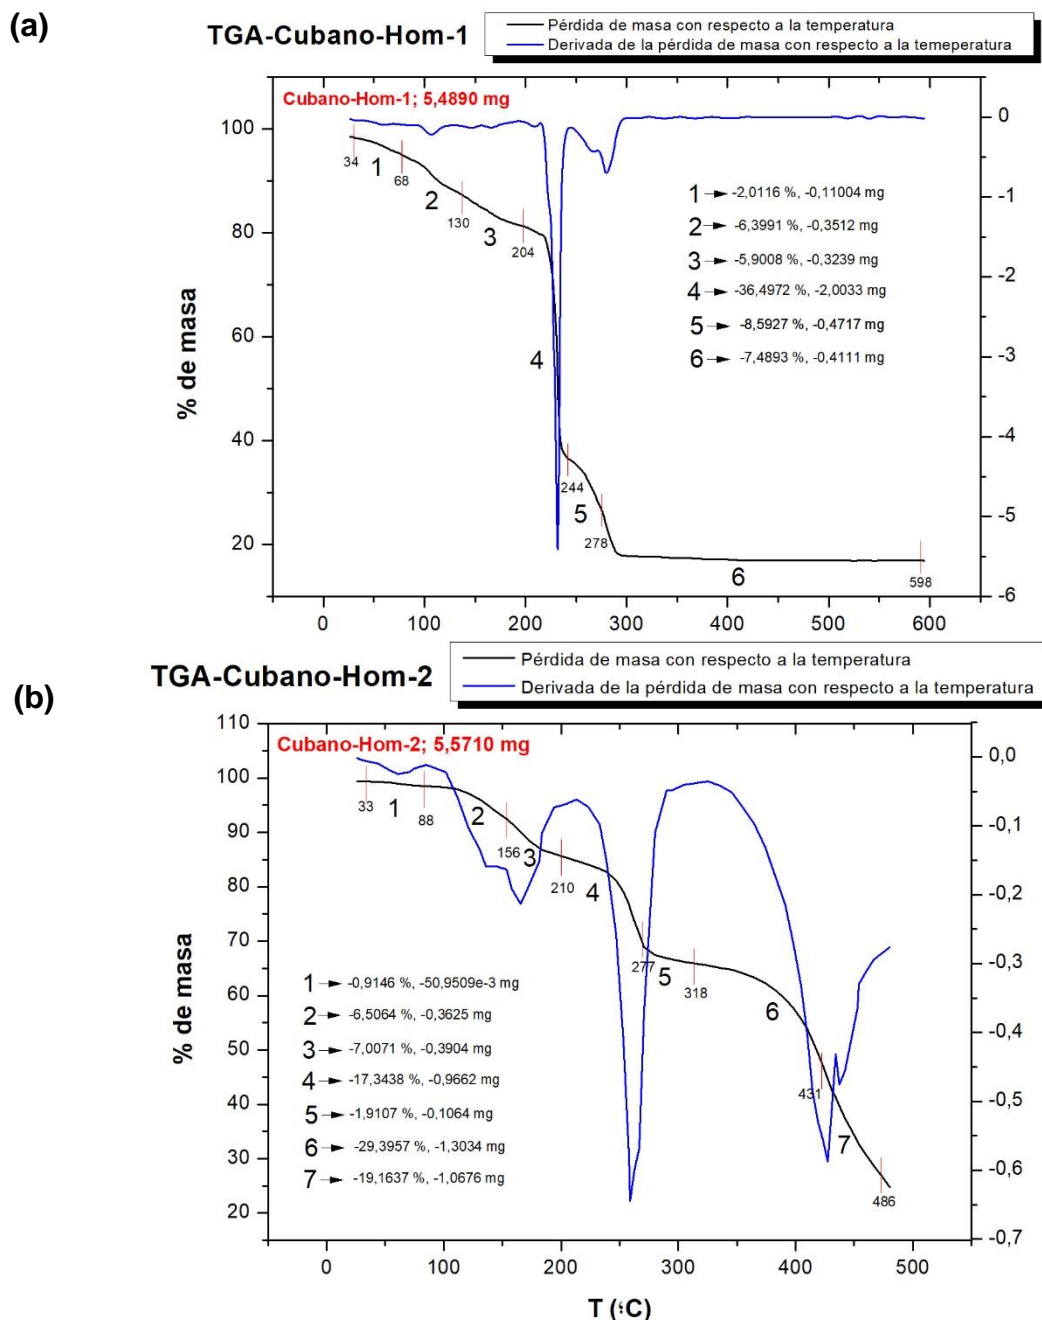 (a)
TGA-Cubano-Hom-1
Pérdida de masa con respecto a la temperatura
Derivada de la pérdida de masa con respecto a la temeperatura
Cubano-Hom-1; 5,4890 mg
% de masa
100
80
60
40
20
0
-1
-2
-3
-4
-5
-6
0 100 200 300 400 500 600
34
1
68
2
130
3
204
4
244
5
278
6
598
1 -2,0116 %, -0,11004 mg
2 -6,3991 %, -0,3512 mg
3 -5,9008 %, -0,3239 mg
4 -36,4972 %, -2,0033 mg
5 -8,5927 %, -0,4717 mg
6 -7,4893 %, -0,4111 mg
(b)
TGA-Cubano-Hom-2
Pérdida de masa con respecto a la temperatura
Derivada de la pérdida de masa con respecto a la temperatura
Cubano-Hom-2; 5,5710 mg
% de masa
110
100
90
80
70
60
50
40
30
20
0,0
-0,1
-0,2
-0,3
-0,4
-0,5
-0,6
-0,7
33
1
88
2
156
3
210
4
277
5
318
6
431
7
486
1 -0,9146 %, -50,9509e-3 mg
2 -6,5064 %, -0,3625 mg
3 -7,0071 %, -0,3904 mg
4 -17,3438 %, -0,9662 mg
5 -1,9107 %, -0,1064 mg
6 -29,3957 %, -1,3034 mg
7 -19,1637 %, -1,0676 mg
0 100 200 300 400 500
T (°C)